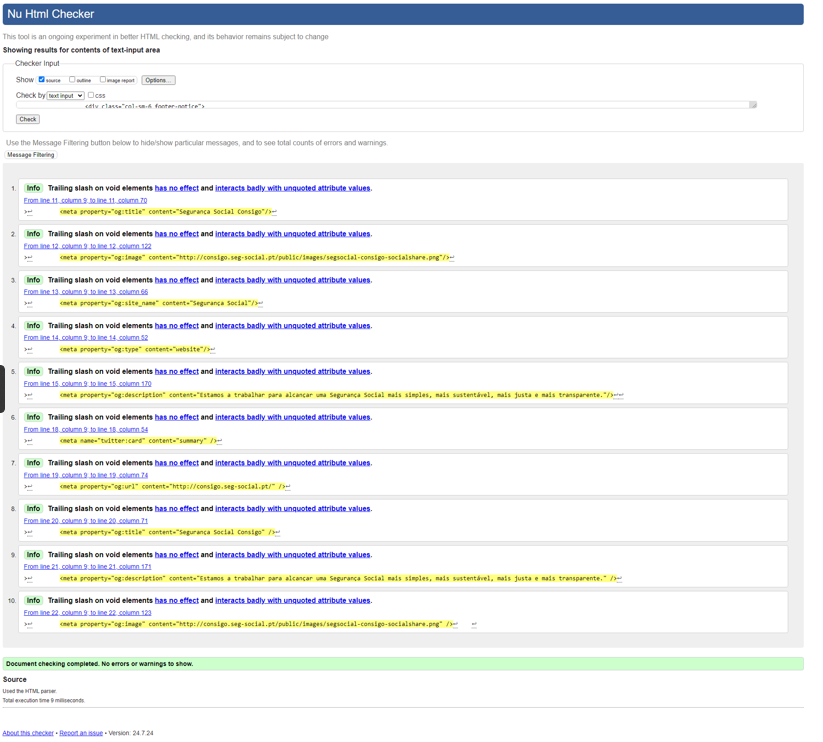 Nu Html Checker
This tool is an ongoing experiment in better HTML checking, and its behavior remains subject to change
Showing results for contents of text-input area
Checker Input
Show source outline image report Options...
Check by text input css
<div class="col-sm-6 footer-notice">
Check
Use the Message Filtering button below to hide/show particular messages, and to see total counts of errors and warnings.
Message Filtering
1. Info Trailing slash on void elements has no effect and interacts badly with unquoted attribute values.
From line 11, column 9; to line 11, column 70
>↩ <meta property="og:title" content="Segurança Social Consigo"/>↩
2. Info Trailing slash on void elements has no effect and interacts badly with unquoted attribute values.
From line 12, column 9; to line 12, column 122
>↩ <meta property="og:image" content="http://consigo.seg-social.pt/public/images/segsocial-consigo-socialshare.png"/>↩
3. Info Trailing slash on void elements has no effect and interacts badly with unquoted attribute values.
From line 13, column 9; to line 13, column 66
>↩ <meta property="og:site_name" content="Segurança Social"/>↩
4. Info Trailing slash on void elements has no effect and interacts badly with unquoted attribute values.
From line 14, column 9; to line 14, column 52
>↩ <meta property="og:type" content="website"/>↩
5. Info Trailing slash on void elements has no effect and interacts badly with unquoted attribute values.
From line 15, column 9; to line 15, column 170
>↩ <meta property="og:description" content="Estamos a trabalhar para alcançar uma Segurança Social mais simples, mais sustentável, mais justa e mais transparente."/>↩↩
6. Info Trailing slash on void elements has no effect and interacts badly with unquoted attribute values.
From line 18, column 9; to line 18, column 54
>↩ <meta name="twitter:card" content="summary" />↩
7. Info Trailing slash on void elements has no effect and interacts badly with unquoted attribute values.
From line 19, column 9; to line 19, column 74
>↩ <meta property="og:url" content="http://consigo.seg-social.pt/" />↩
8. Info Trailing slash on void elements has no effect and interacts badly with unquoted attribute values.
From line 20, column 9; to line 20, column 71
>↩ <meta property="og:title" content="Segurança Social Consigo" />↩
9. Info Trailing slash on void elements has no effect and interacts badly with unquoted attribute values.
From line 21, column 9; to line 21, column 171
>↩ <meta property="og:description" content="Estamos a trabalhar para alcançar uma Segurança Social mais simples, mais sustentável, mais justa e mais transparente." />↩
10. Info Trailing slash on void elements has no effect and interacts badly with unquoted attribute values.
From line 22, column 9; to line 22, column 123
>↩ <meta property="og:image" content="http://consigo.seg-social.pt/public/images/segsocial-consigo-socialshare.png" />↩ ↩
Document checking completed. No errors or warnings to show.
Source
Used the HTML parser.
Total execution time 9 milliseconds.
About this checker • Report an issue • Version: 24.7.24